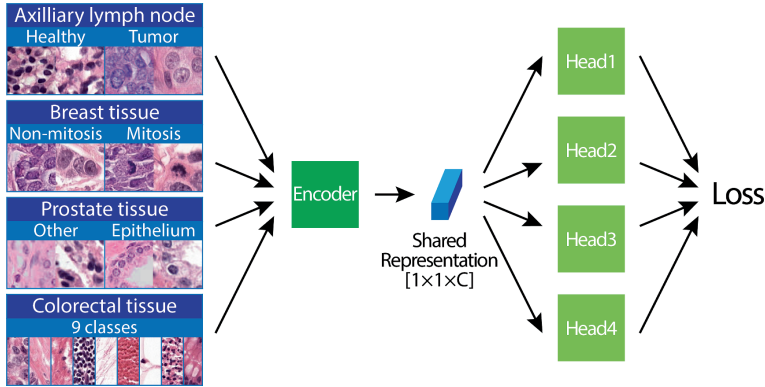 Axilliary lymph node
Healthy Tumor
Breast tissue
Non-mitosis Mitosis
Prostate tissue
Other Epithelium
Colorectal tissue
9 classes
Encoder
Shared
Representation
[1×1×C]
Head1
Head2
Head3
Head4
Loss